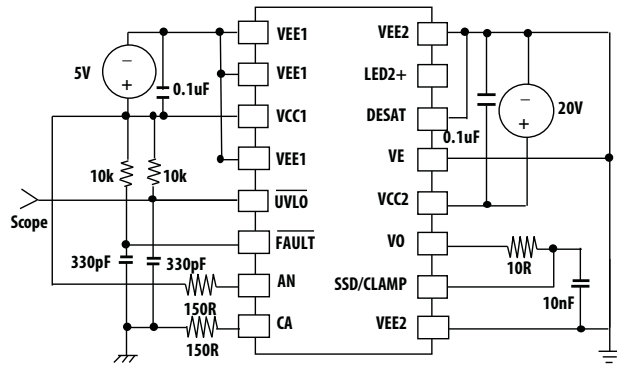 VEE1
VEE2
5V
−
+
VEE1
LED2+
0.1uF
−
+
20V
VCC1
DESAT
0.1uF
10k
10k
VEE1
VE
UVLO
VCC2
Scope
FAULT
VO
330pF
330pF
10R
AN
SSD/CLAMP
150R
10nF
CA
VEE2
150R